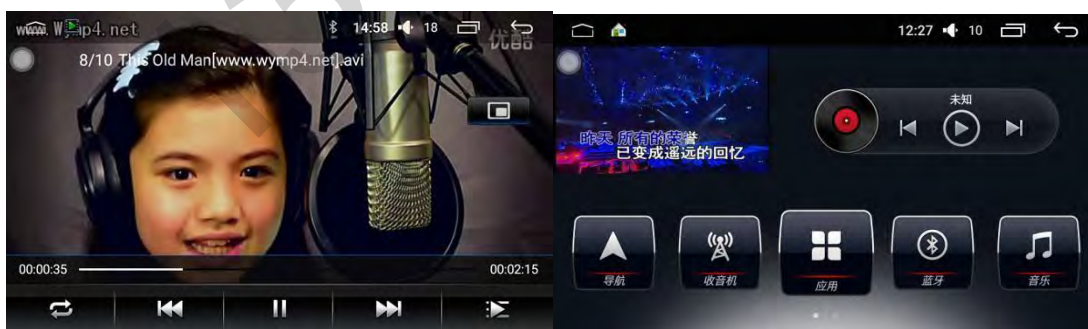 www.Wymp4.net
14:58 18
优酷
8/10 This Old Man[www.wymp4.net].avi
00:00:35
00:02:15
12:27 10
未知
昨天 所有的荣誉
已变成遥远的回忆
导航
收音机
应用
蓝牙
音乐